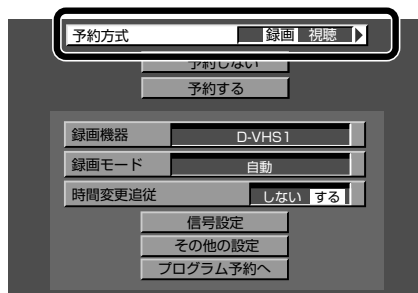 予約方式 録画 視聴
予約しない
予約する
録画機器 D-VHS1
録画モード 自動
時間変更追従 しない する
信号設定
その他の設定
プログラム予約へ